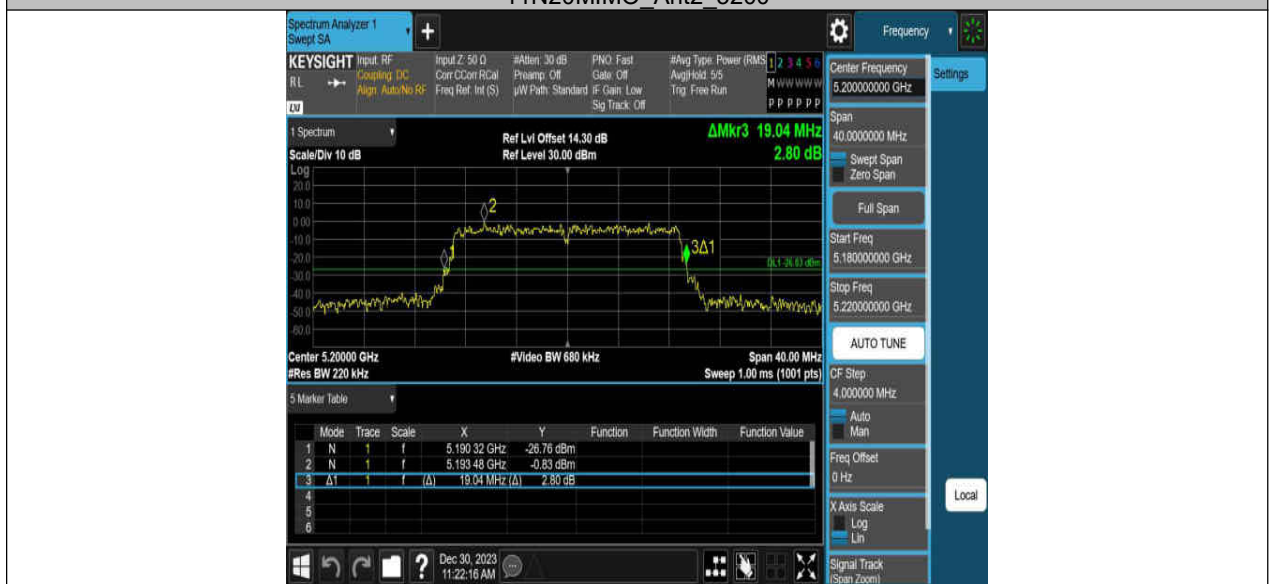 11N20MIMO_Ant2_5200
Spectrum Analyzer 1
Swept SA
+
Frequency
KEYSIGHT
RL
LXI
Input: RF
Coupling: DC
Align: Auto/No RF
Input Z: 50 Ω
Corr CCorr RCal
Freq Ref: Int (S)
#Atten: 30 dB
Preamp: Off
µW Path: Standard
PNO: Fast
Gate: Off
IF Gain: Low
Sig Track: Off
#Avg Type: Power (RMS
Avg|Hold: 5/5
Trig: Free Run
1 2 3 4 5 6
M W W W W W
P P P P P P
Center Frequency
5.200000000 GHz
Settings
1 Spectrum
Ref Lvl Offset 14.30 dB
ΔMkr3 19.04 MHz
Scale/Div 10 dB
Ref Level 30.00 dBm
2.80 dB
Log
20.0
10.0
0.00
-10.0
-20.0
-30.0
-40.0
-50.0
-60.0
2
1
3Δ1
DL1 -26.83 dBm
Center 5.20000 GHz
#Video BW 680 kHz
Span 40.00 MHz
#Res BW 220 kHz
Sweep 1.00 ms (1001 pts)
Span
40.0000000 MHz
Swept Span
Zero Span
Full Span
Start Freq
5.180000000 GHz
Stop Freq
5.220000000 GHz
AUTO TUNE
CF Step
4.000000 MHz
Auto
Man
Freq Offset
0 Hz
X Axis Scale
Log
Lin
Signal Track
(Span Zoom)
Local
5 Marker Table
Mode Trace Scale X Y Function Function Width Function Value
1 N 1 f 5.190 32 GHz -26.76 dBm
2 N 1 f 5.193 48 GHz -0.83 dBm
3 Δ1 1 f (Δ) 19.04 MHz (Δ) 2.80 dB
4
5
6
?
Dec 30, 2023
11:22:16 AM